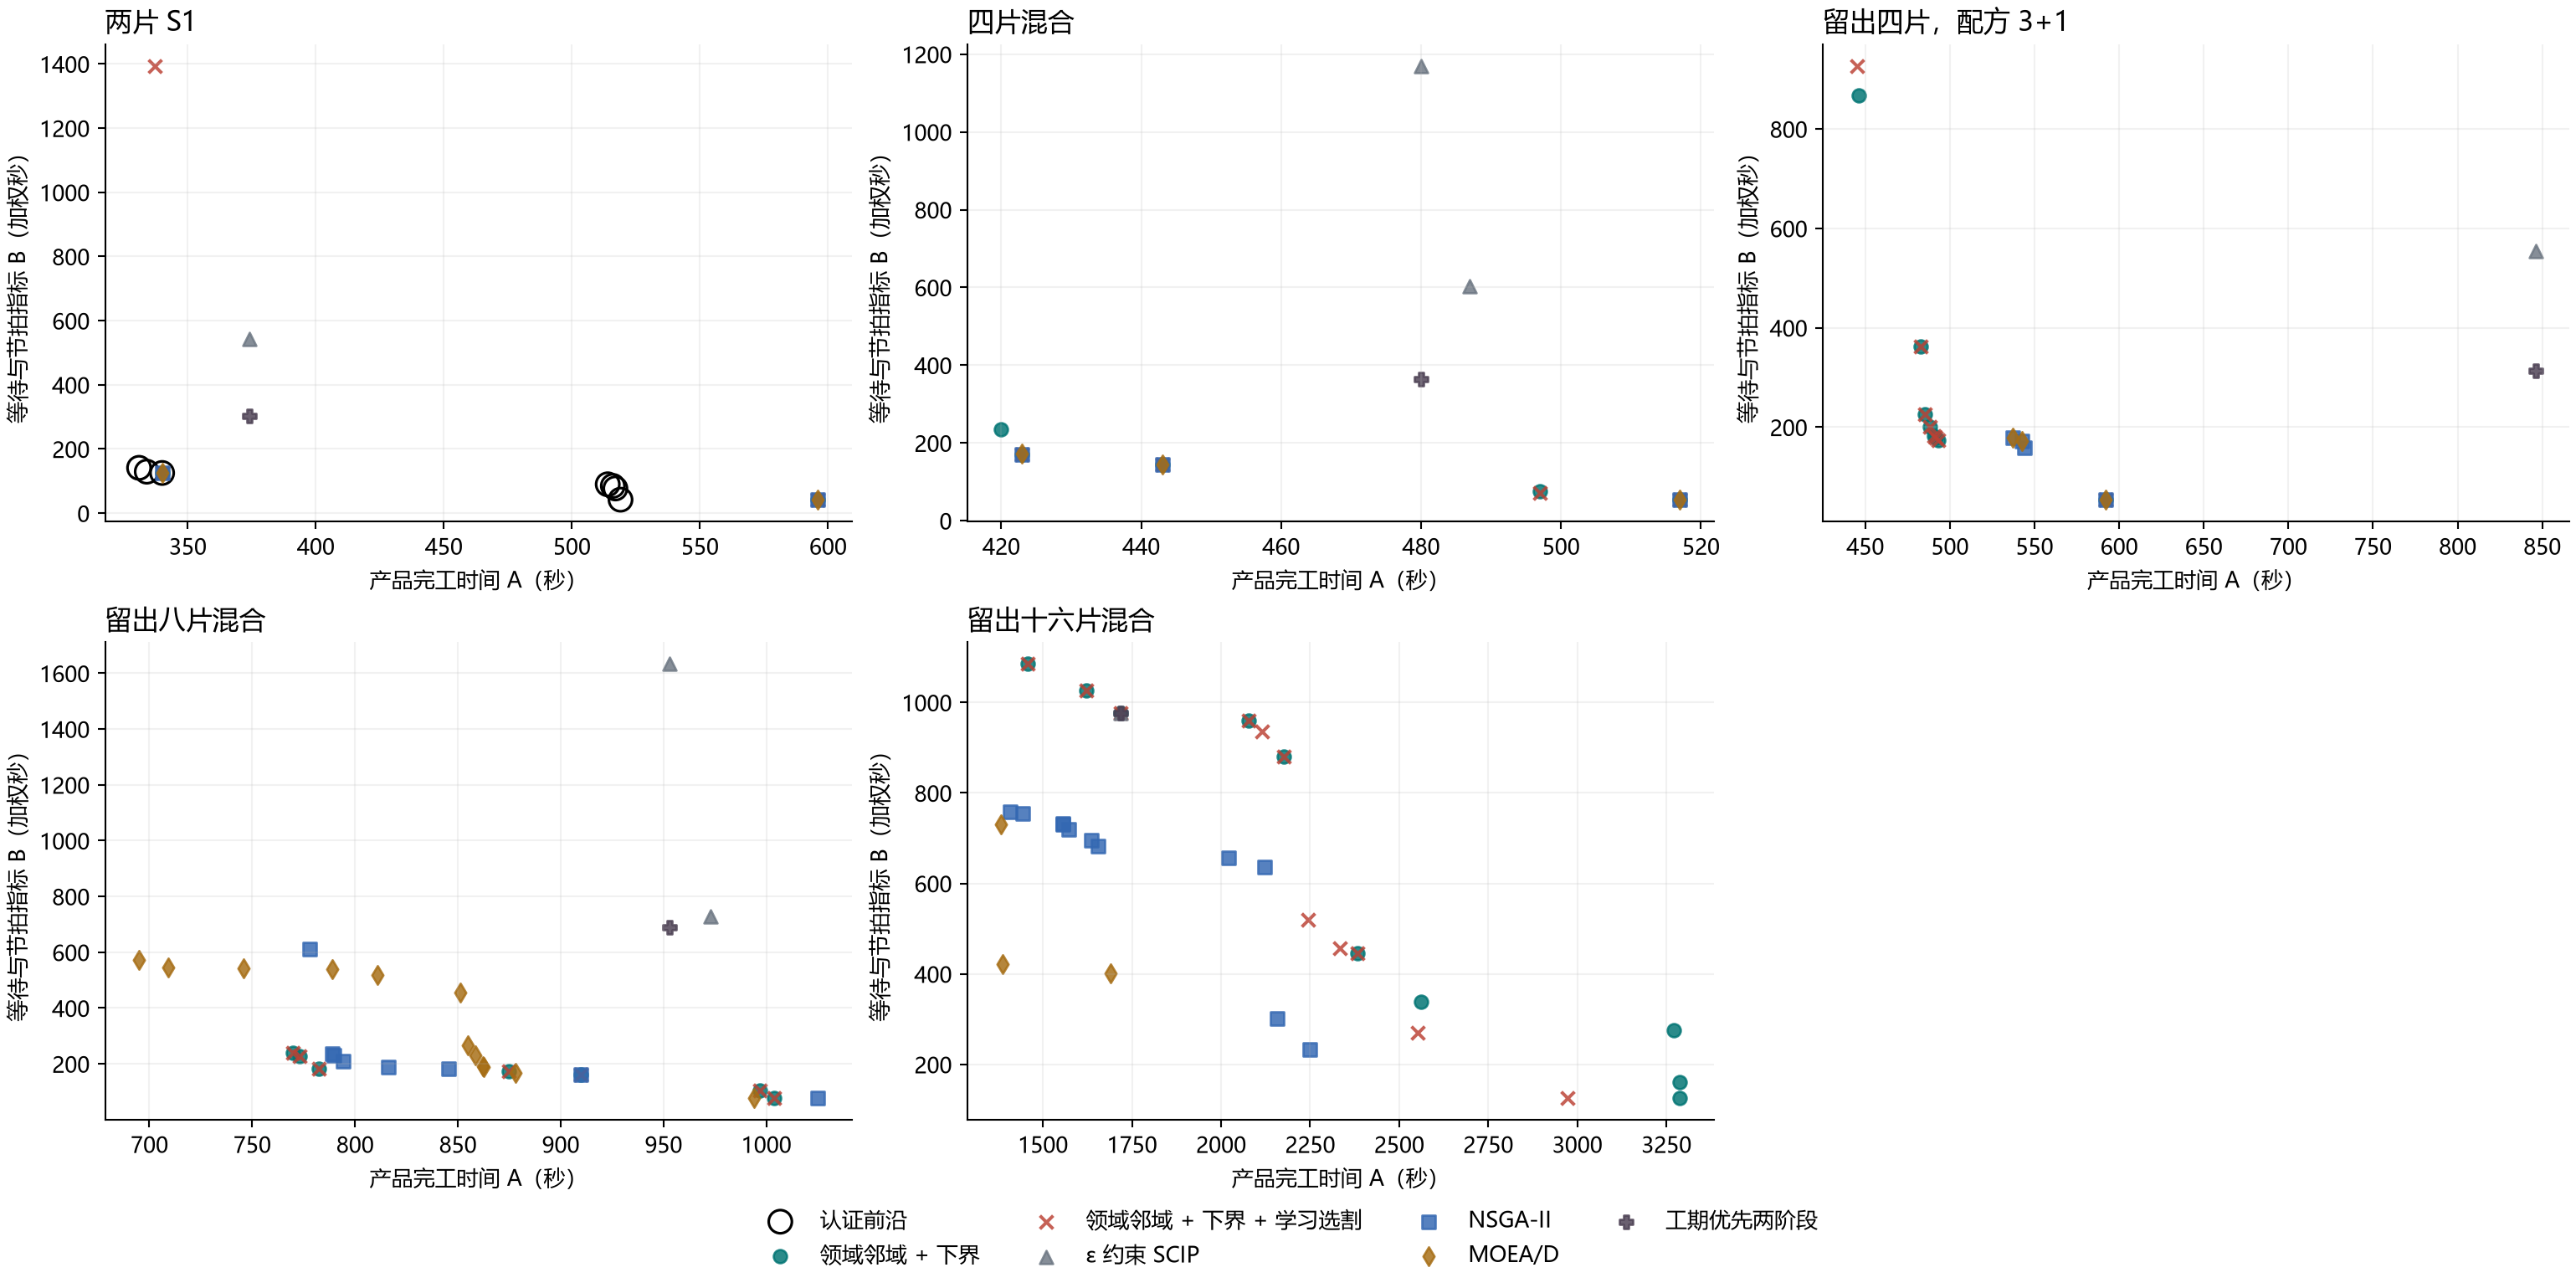 两片 S1
1400
1200
1000
800
600
400
200
0
等待与节拍指标 B（加权秒）
350 400 450 500 550 600
产品完工时间 A（秒）
四片混合
1200
1000
800
600
400
200
0
等待与节拍指标 B（加权秒）
420 440 460 480 500 520
产品完工时间 A（秒）
留出四片，配方 3+1
800
600
400
200
等待与节拍指标 B（加权秒）
450 500 550 600 650 700 750 800 850
产品完工时间 A（秒）
留出八片混合
1600
1400
1200
1000
800
600
400
200
等待与节拍指标 B（加权秒）
700 750 800 850 900 950 1000
产品完工时间 A（秒）
留出十六片混合
1000
800
600
400
200
等待与节拍指标 B（加权秒）
1500 1750 2000 2250 2500 2750 3000 3250
产品完工时间 A（秒）
认证前沿
领域邻域 + 下界
领域邻域 + 下界 + 学习选割
ε 约束 SCIP
NSGA-II
MOEA/D
工期优先两阶段